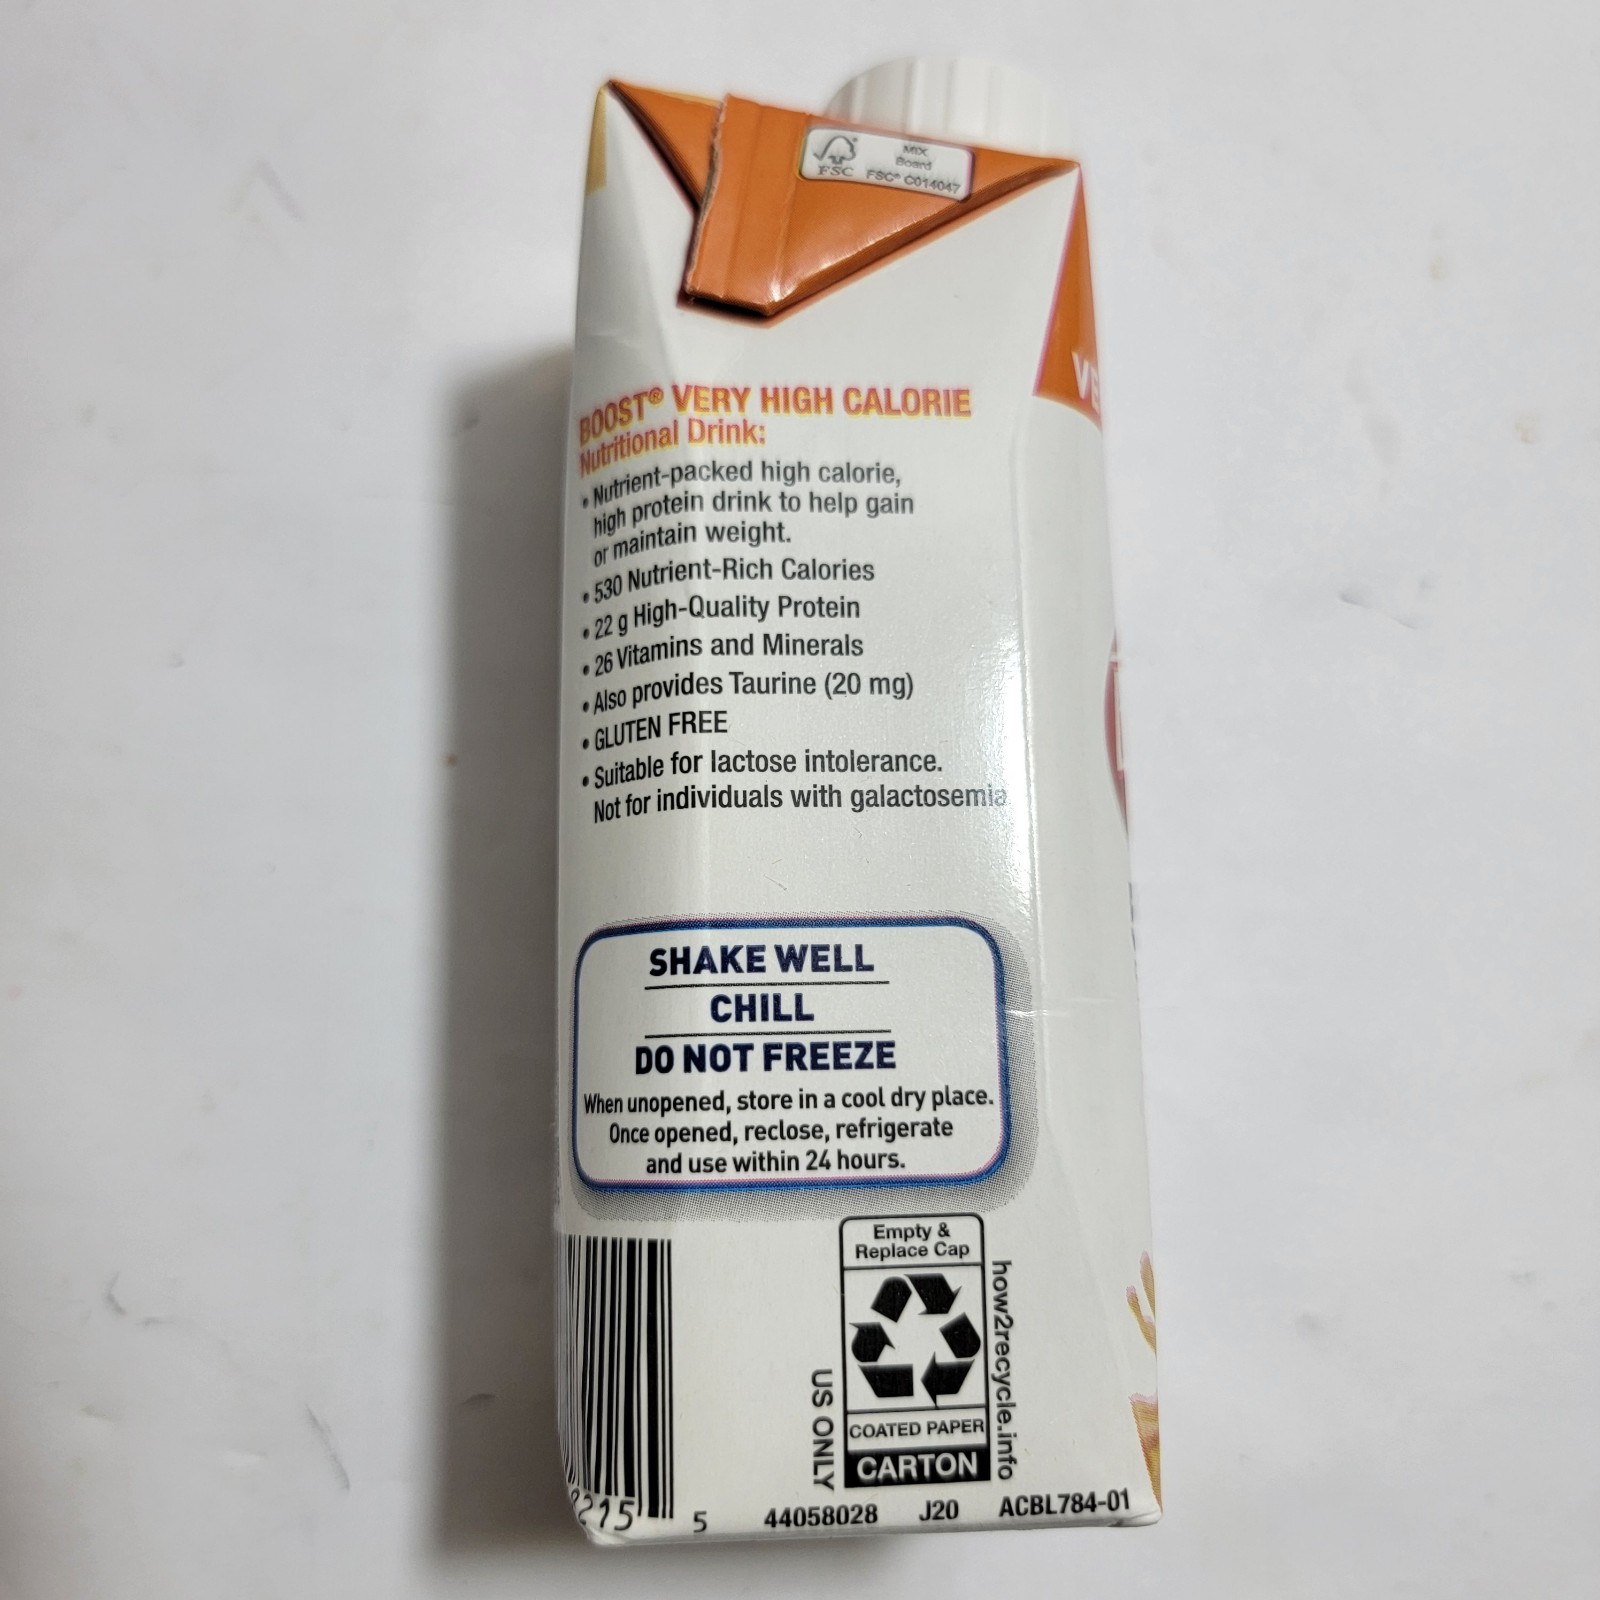 FSC
MIX
Board
FSC® C014047
BOOST® VERY HIGH CALORIE
Nutritional Drink:
• Nutrient-packed high calorie,
high protein drink to help gain
or maintain weight.
• 530 Nutrient-Rich Calories
• 22 g High-Quality Protein
• 26 Vitamins and Minerals
• Also provides Taurine (20 mg)
• GLUTEN FREE
• Suitable for lactose intolerance.
Not for individuals with galactosemia
SHAKE WELL
CHILL
DO NOT FREEZE
When unopened, store in a cool dry place.
Once opened, reclose, refrigerate
and use within 24 hours.
Empty &
Replace Cap
COATED PAPER
CARTON
how2recycle.info
US ONLY
215 5
44058028 J20 ACBL784-01